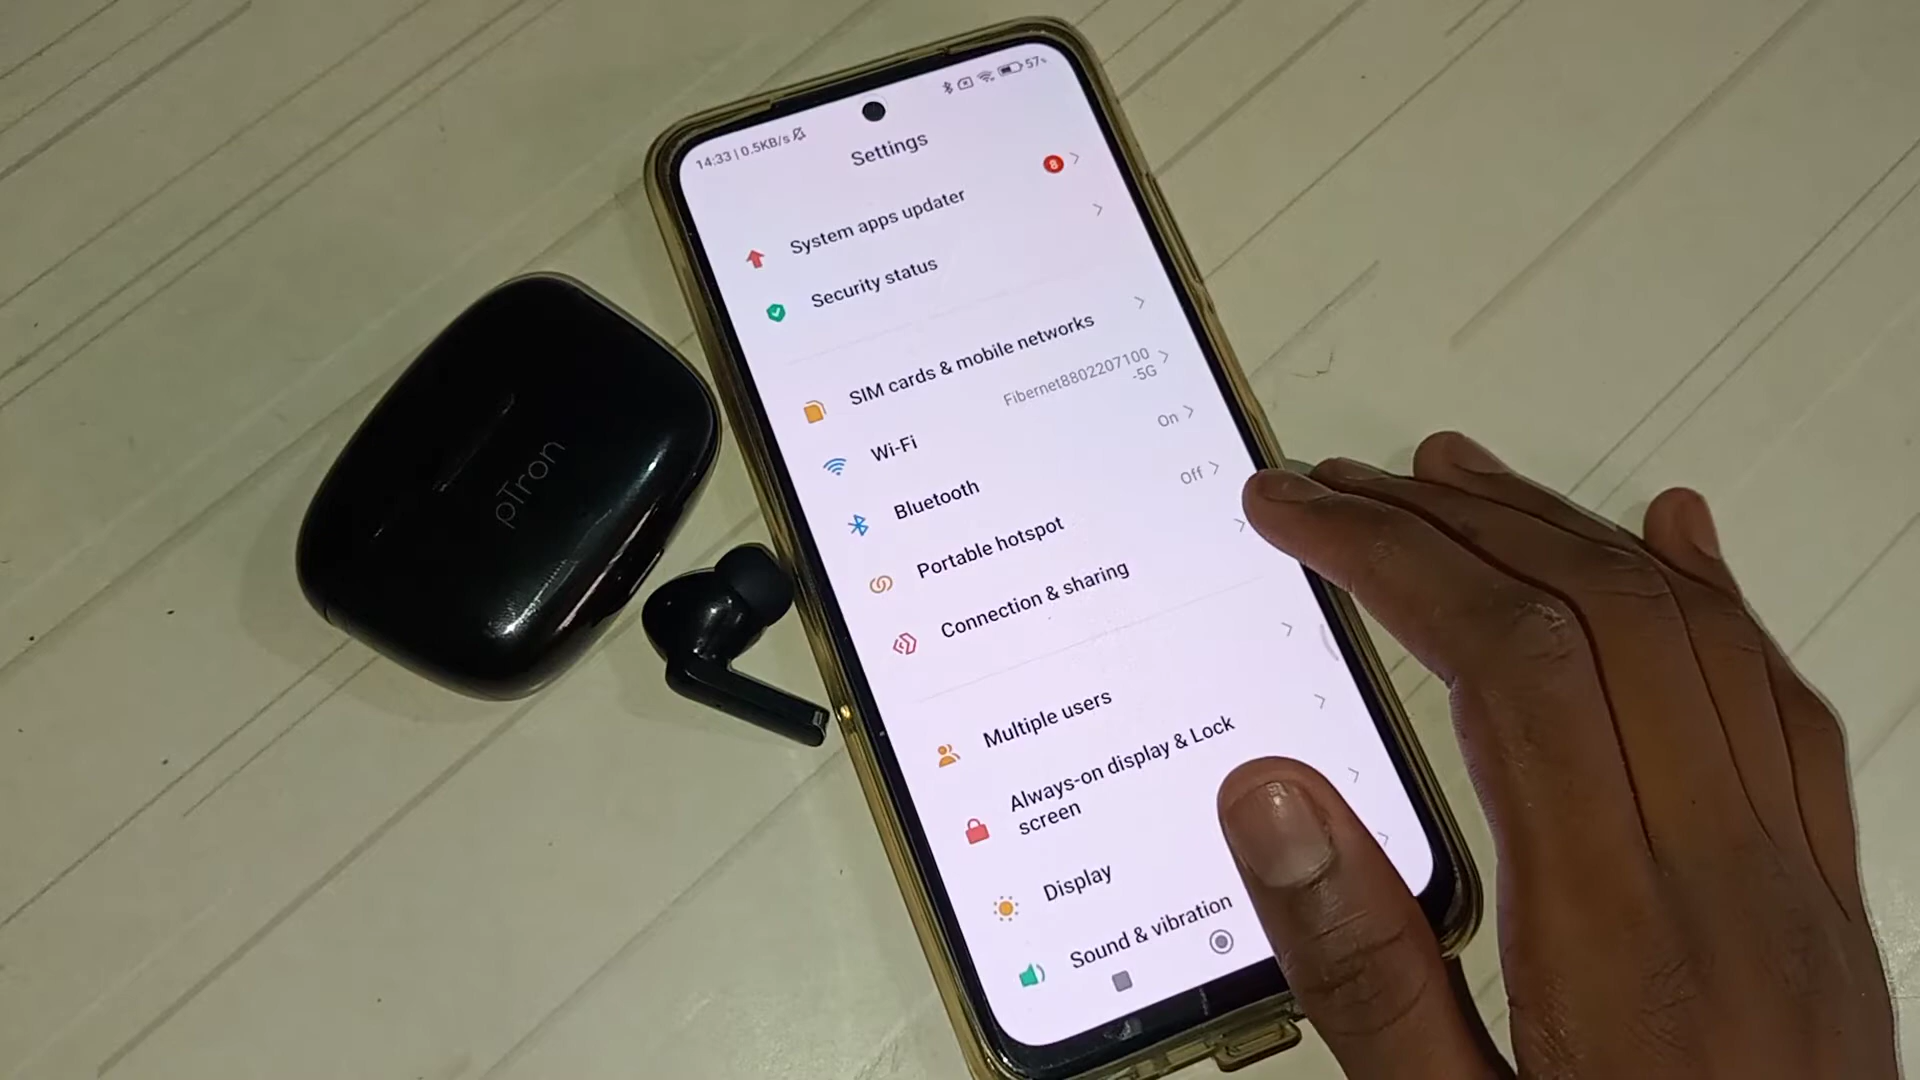 14:33 | 0.5KB/s
57%
Settings
System apps updater
8
Security status
SIM cards & mobile networks
Wi-Fi
Fibernet8802207100
-5G
Bluetooth
On
Portable hotspot
Off
Connection & sharing
Multiple users
Always-on display & Lock
screen
Display
Sound & vibration
pTron